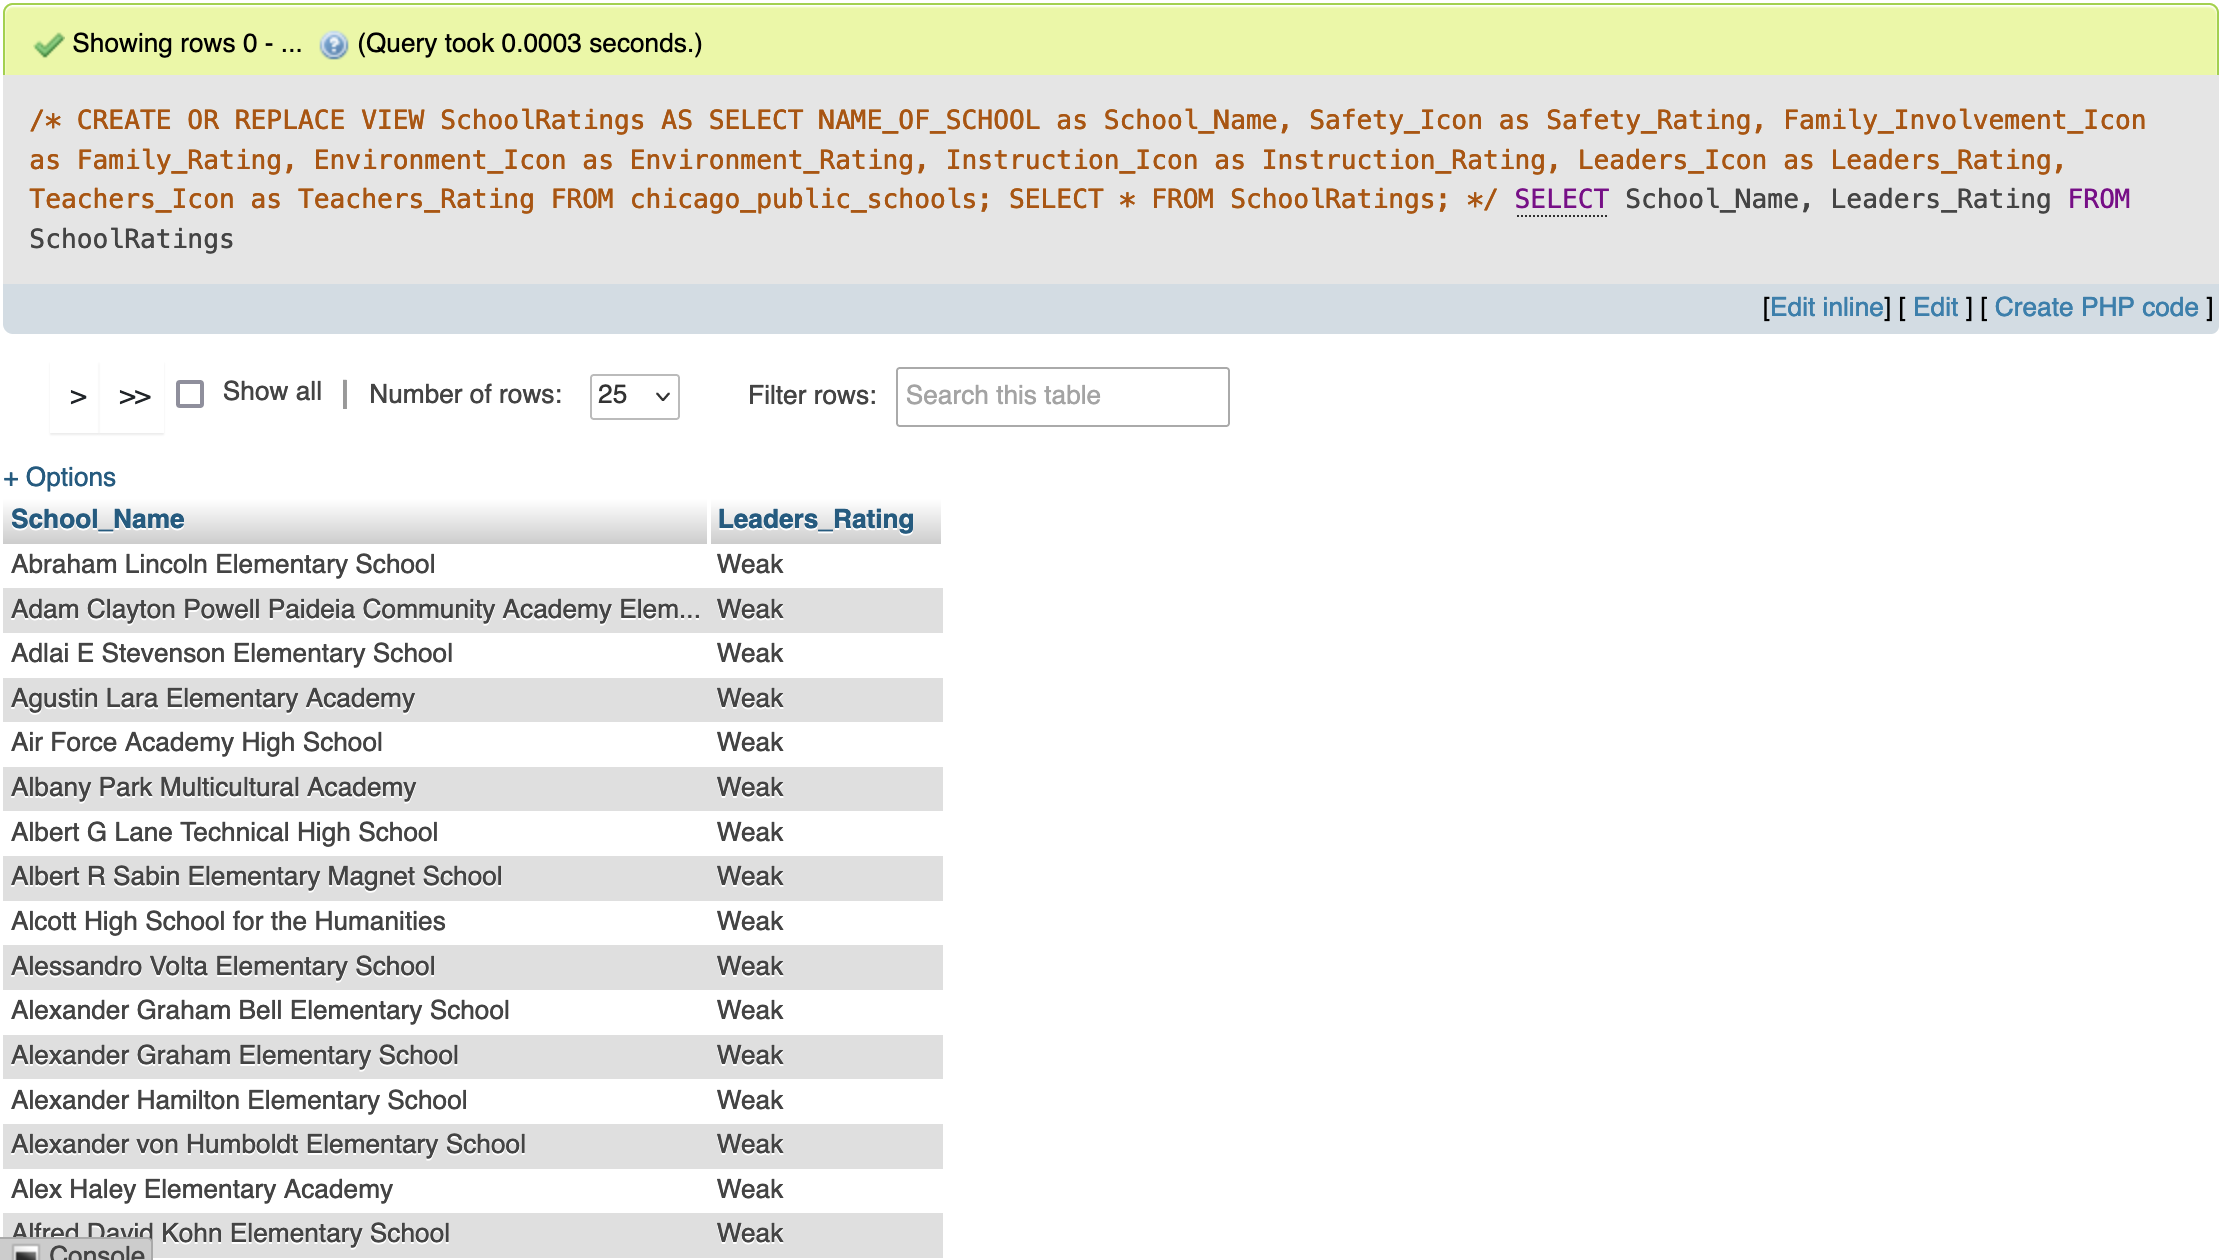 Showing rows 0 - ... (Query took 0.0003 seconds.)
/* CREATE OR REPLACE VIEW SchoolRatings AS SELECT NAME_OF_SCHOOL as School_Name, Safety_Icon as Safety_Rating, Family_Involvement_Icon
as Family_Rating, Environment_Icon as Environment_Rating, Instruction_Icon as Instruction_Rating, Leaders_Icon as Leaders_Rating,
Teachers_Icon as Teachers_Rating FROM chicago_public_schools; SELECT * FROM SchoolRatings; */ SELECT School_Name, Leaders_Rating FROM
SchoolRatings
[Edit inline] [ Edit ] [ Create PHP code ]
> >> Show all | Number of rows: 25 Filter rows: Search this table
+ Options
School_Name Leaders_Rating
Abraham Lincoln Elementary School Weak
Adam Clayton Powell Paideia Community Academy Elem... Weak
Adlai E Stevenson Elementary School Weak
Agustin Lara Elementary Academy Weak
Air Force Academy High School Weak
Albany Park Multicultural Academy Weak
Albert G Lane Technical High School Weak
Albert R Sabin Elementary Magnet School Weak
Alcott High School for the Humanities Weak
Alessandro Volta Elementary School Weak
Alexander Graham Bell Elementary School Weak
Alexander Graham Elementary School Weak
Alexander Hamilton Elementary School Weak
Alexander von Humboldt Elementary School Weak
Alex Haley Elementary Academy Weak
Alfred David Kohn Elementary School Weak
Console